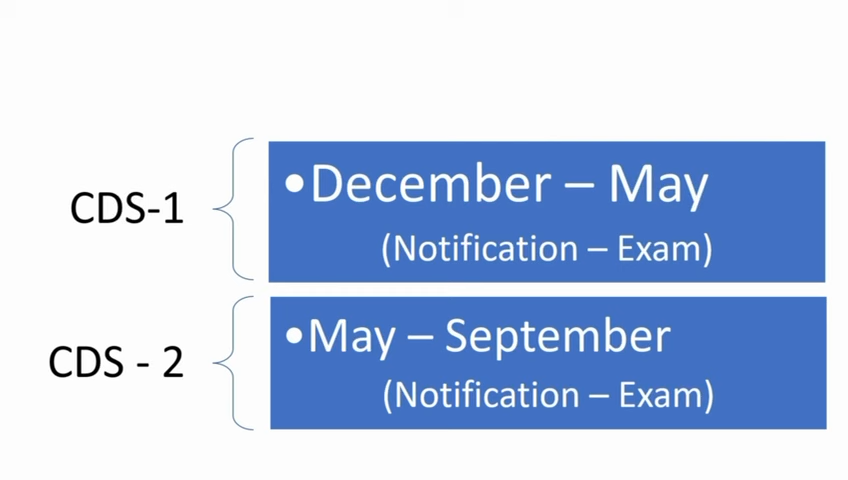 CDS-1
•December – May
(Notification – Exam)
CDS - 2
•May – September
(Notification – Exam)